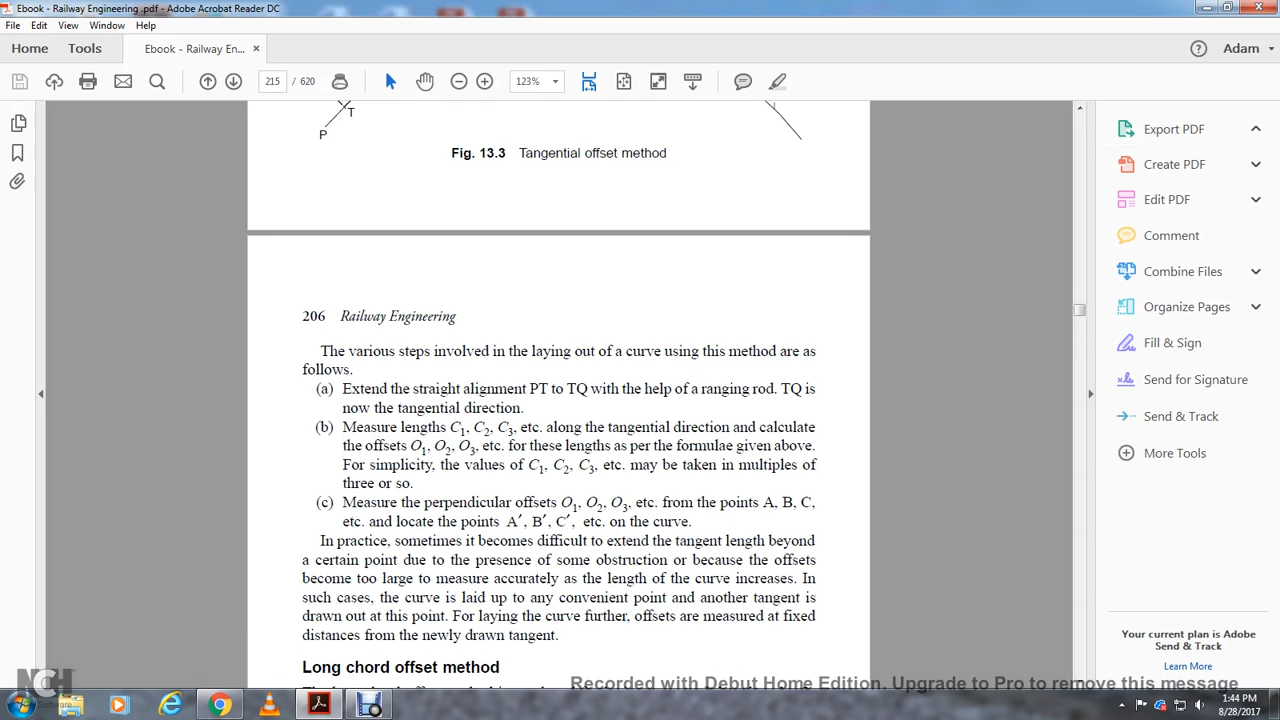 Ebook - Railway Engineering .pdf - Adobe Acrobat Reader DC
File Edit View Window Help
Home Tools Ebook - Railway En... × Adam
215 / 620 123%
T
P
Fig. 13.3 Tangential offset method
206 Railway Engineering
The various steps involved in the laying out of a curve using this method are as
follows.
(a) Extend the straight alignment PT to TQ with the help of a ranging rod. TQ is
now the tangential direction.
(b) Measure lengths C1, C2, C3, etc. along the tangential direction and calculate
the offsets O1, O2, O3, etc. for these lengths as per the formulae given above.
For simplicity, the values of C1, C2, C3, etc. may be taken in multiples of
three or so.
(c) Measure the perpendicular offsets O1, O2, O3, etc. from the points A, B, C,
etc. and locate the points A′, B′, C′, etc. on the curve.
In practice, sometimes it becomes difficult to extend the tangent length beyond
a certain point due to the presence of some obstruction or because the offsets
become too large to measure accurately as the length of the curve increases. In
such cases, the curve is laid up to any convenient point and another tangent is
drawn out at this point. For laying the curve further, offsets are measured at fixed
distances from the newly drawn tangent.
Long chord offset method
Export PDF
Create PDF
Edit PDF
Comment
Combine Files
Organize Pages
Fill & Sign
Send for Signature
Send & Track
More Tools
Your current plan is Adobe
Send & Track
Learn More
Recorded with Debut Home Edition. Upgrade to Pro to remove this message
NCH
Software
1:44 PM
8/28/2017